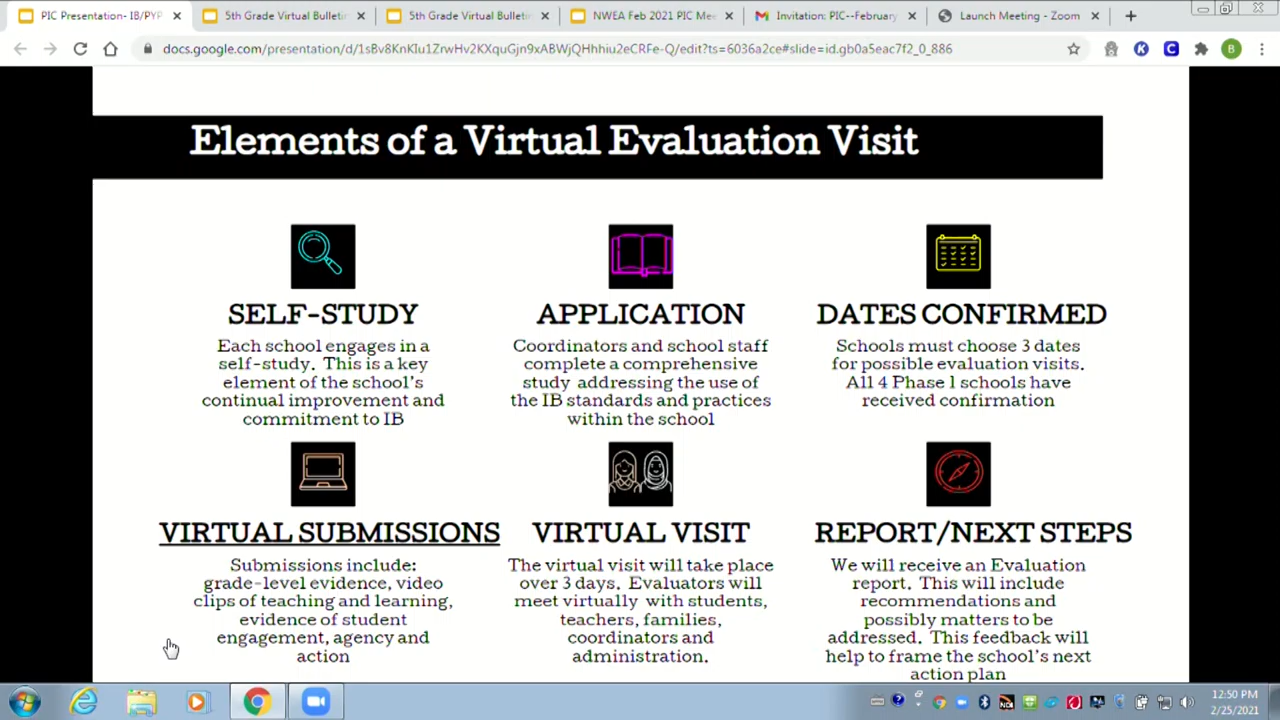 PIC Presentation- IB/PYP
5th Grade Virtual Bulletin
5th Grade Virtual Bulletin
NWEA Feb 2021 PIC Mee
Invitation: PIC--February
Launch Meeting - Zoom
docs.google.com/presentation/d/1sBv8KnKIu1ZrwHv2KXquGjn9xABWjQHhhiu2eCRFe-Q/edit?ts=6036a2ce#slide=id.gb0a5eac7f2_0_886
K
C
B
Elements of a Virtual Evaluation Visit
SELF-STUDY
Each school engages in a
self-study. This is a key
element of the school's
continual improvement and
commitment to IB
APPLICATION
Coordinators and school staff
complete a comprehensive
study addressing the use of
the IB standards and practices
within the school
DATES CONFIRMED
Schools must choose 3 dates
for possible evaluation visits.
All 4 Phase 1 schools have
received confirmation
VIRTUAL SUBMISSIONS
Submissions include:
grade-level evidence, video
clips of teaching and learning,
evidence of student
engagement, agency and
action
VIRTUAL VISIT
The virtual visit will take place
over 3 days. Evaluators will
meet virtually with students,
teachers, families,
coordinators and
administration.
REPORT/NEXT STEPS
We will receive an Evaluation
report. This will include
recommendations and
possibly matters to be
addressed. This feedback will
help to frame the school's next
action plan
12:50 PM
2/25/2021